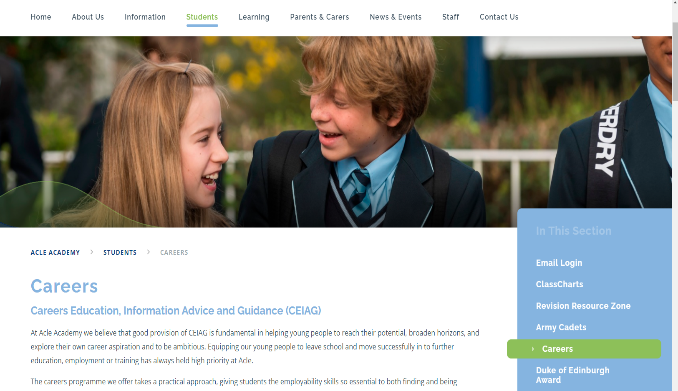 Home About Us Information Students Learning Parents & Carers News & Events Staff Contact Us
ERDRY
ACLE ACADEMY > STUDENTS > CAREERS
Careers
Careers Education, Information Advice and Guidance (CEIAG)
At Acle Academy we believe that good provision of CEIAG is fundamental in helping young people to reach their potential, broaden horizons, and
explore their own career aspiration and to be ambitious. Equipping our young people to leave school and move successfully in to further
education, employment or training has always held high priority at Acle.
The careers programme we offer takes a practical approach, giving students the employability skills so essential to both finding and being
In This Section
Email Login
ClassCharts
Revision Resource Zone
Army Cadets
Careers
Duke of Edinburgh
Award